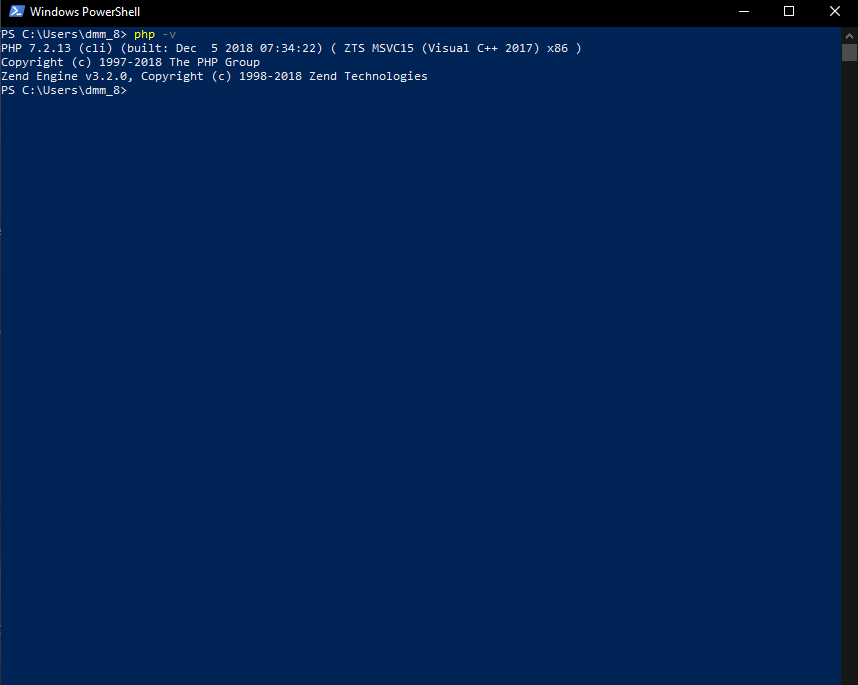 Windows PowerShell
PS C:\Users\dmm_8> php -v
PHP 7.2.13 (cli) (built: Dec  5 2018 07:34:22) ( ZTS MSVC15 (Visual C++ 2017) x86 )
Copyright (c) 1997-2018 The PHP Group
Zend Engine v3.2.0, Copyright (c) 1998-2018 Zend Technologies
PS C:\Users\dmm_8>